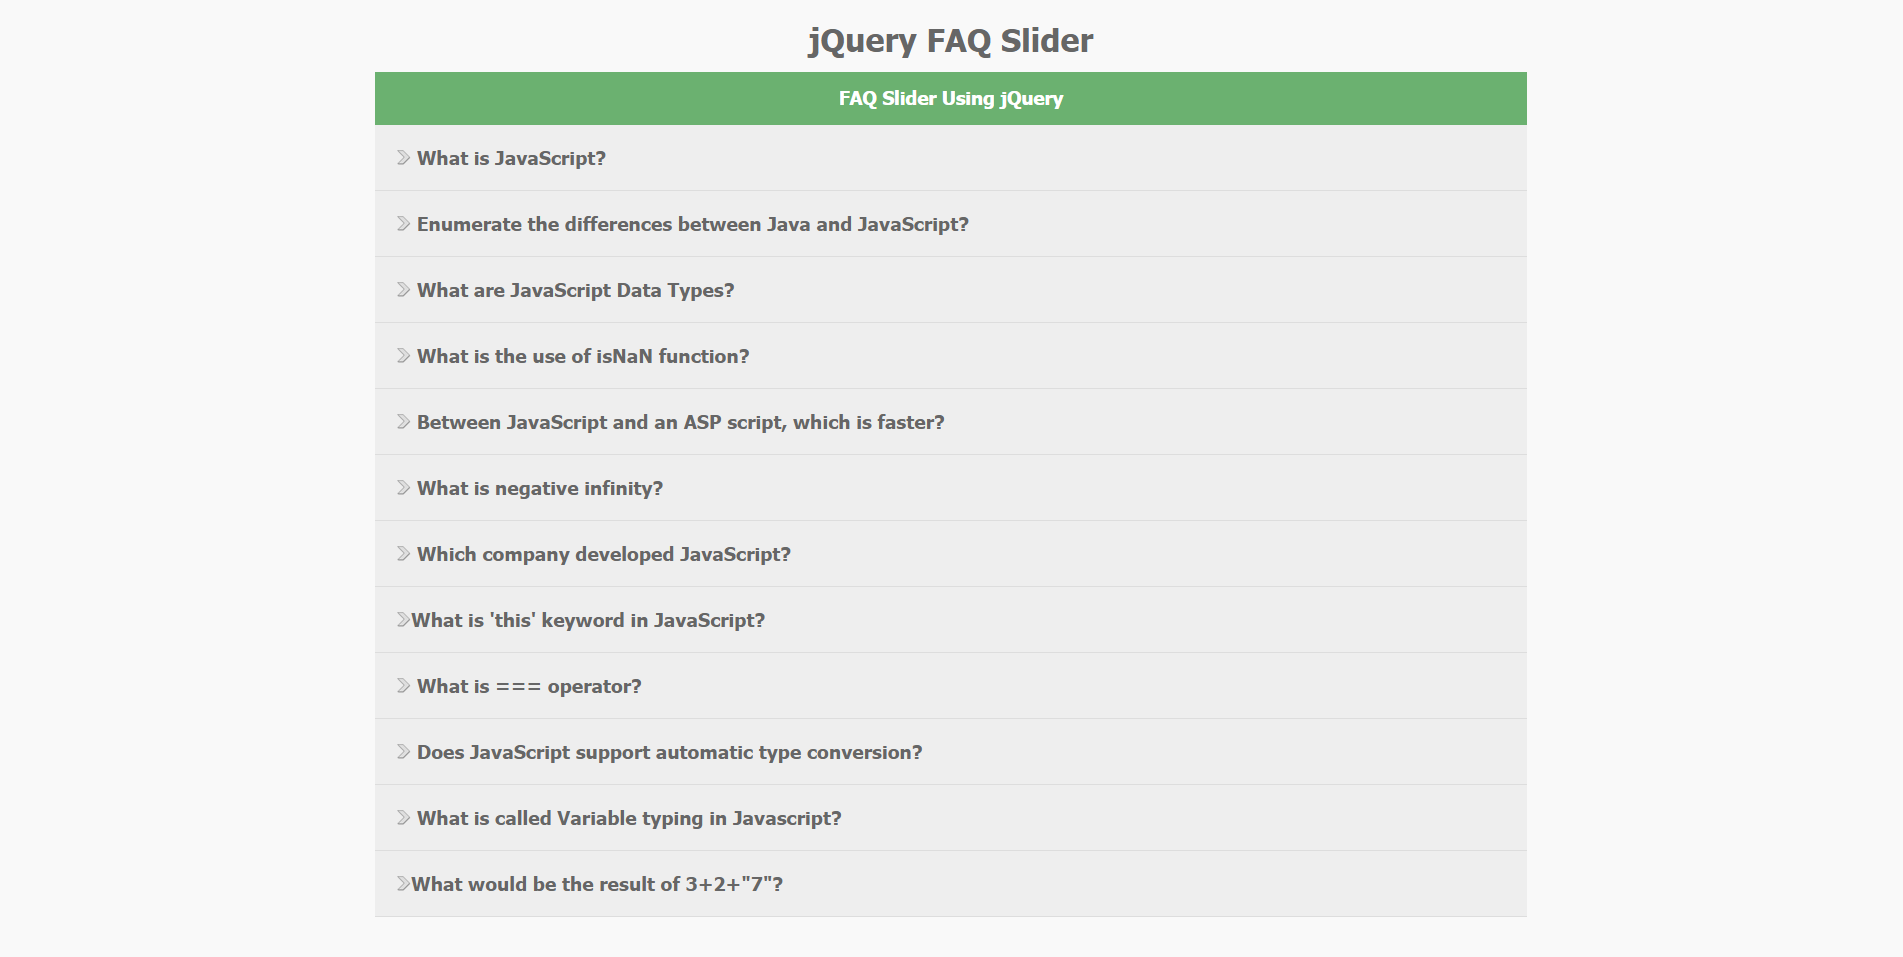 jQuery FAQ Slider
FAQ Slider Using jQuery
What is JavaScript?
Enumerate the differences between Java and JavaScript?
What are JavaScript Data Types?
What is the use of isNaN function?
Between JavaScript and an ASP script, which is faster?
What is negative infinity?
Which company developed JavaScript?
What is 'this' keyword in JavaScript?
What is === operator?
Does JavaScript support automatic type conversion?
What is called Variable typing in Javascript?
What would be the result of 3+2+"7"?